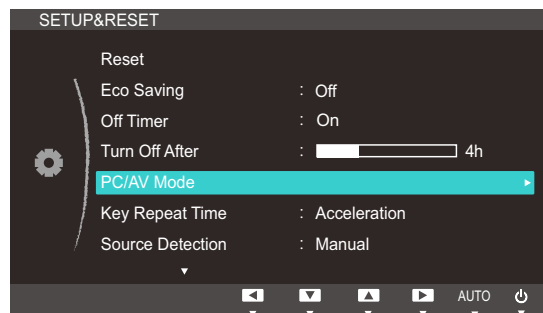 SETUP&RESET
Reset
Eco Saving : Off
Off Timer : On
Turn Off After : 4h
PC/AV Mode
Key Repeat Time : Acceleration
Source Detection : Manual
AUTO